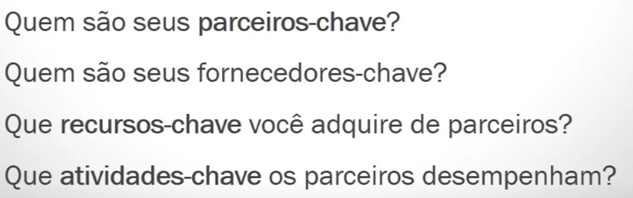 Quem são seus parceiros-chave?
Quem são seus fornecedores-chave?
Que recursos-chave você adquire de parceiros?
Que atividades-chave os parceiros desempenham?